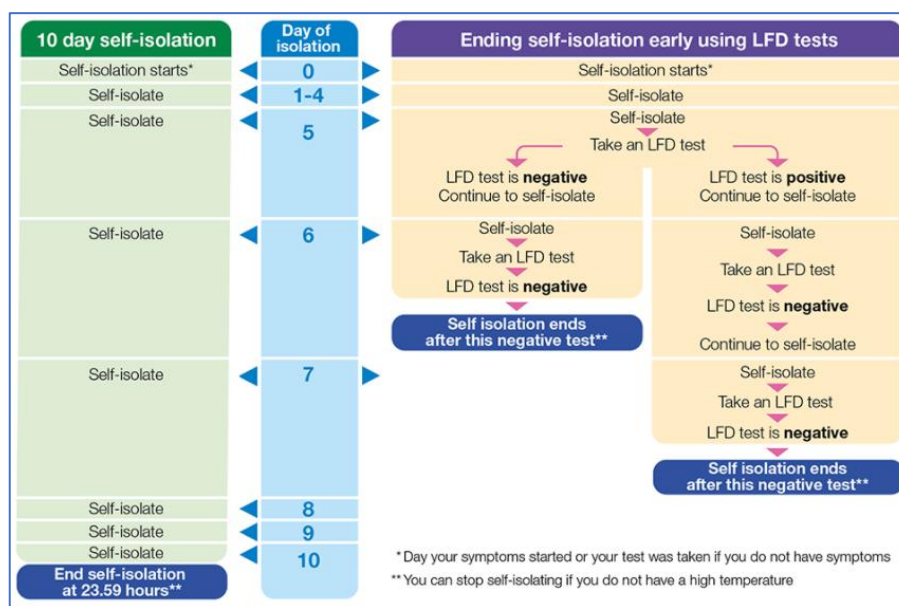 10 day self-isolation
Day of
isolation
Ending self-isolation early using LFD tests
Self-isolation starts*
0
Self-isolation starts*
Self-isolate
1-4
Self-isolate
Self-isolate
5
Self-isolate
Take an LFD test
LFD test is negative
Continue to self-isolate
LFD test is positive
Continue to self-isolate
Self-isolate
6
Self-isolate
Take an LFD test
LFD test is negative
Self isolation ends
after this negative test**
Self-isolate
Take an LFD test
LFD test is negative
Continue to self-isolate
Self-isolate
7
Self-isolate
Take an LFD test
LFD test is negative
Self isolation ends
after this negative test**
Self-isolate
8
Self-isolate
9
Self-isolate
10
End self-isolation
at 23.59 hours**
* Day your symptoms started or your test was taken if you do not have symptoms
** You can stop self-isolating if you do not have a high temperature